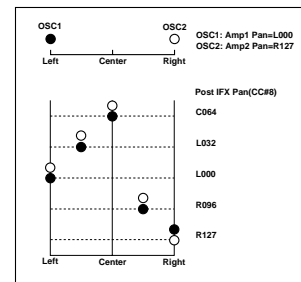 OSC1 OSC2
OSC1: Amp1 Pan=L000
OSC2: Amp2 Pan=R127
Left Center Right
Post IFX Pan(CC#8)
C064
L032
L000
R096
R127
Left Center Right